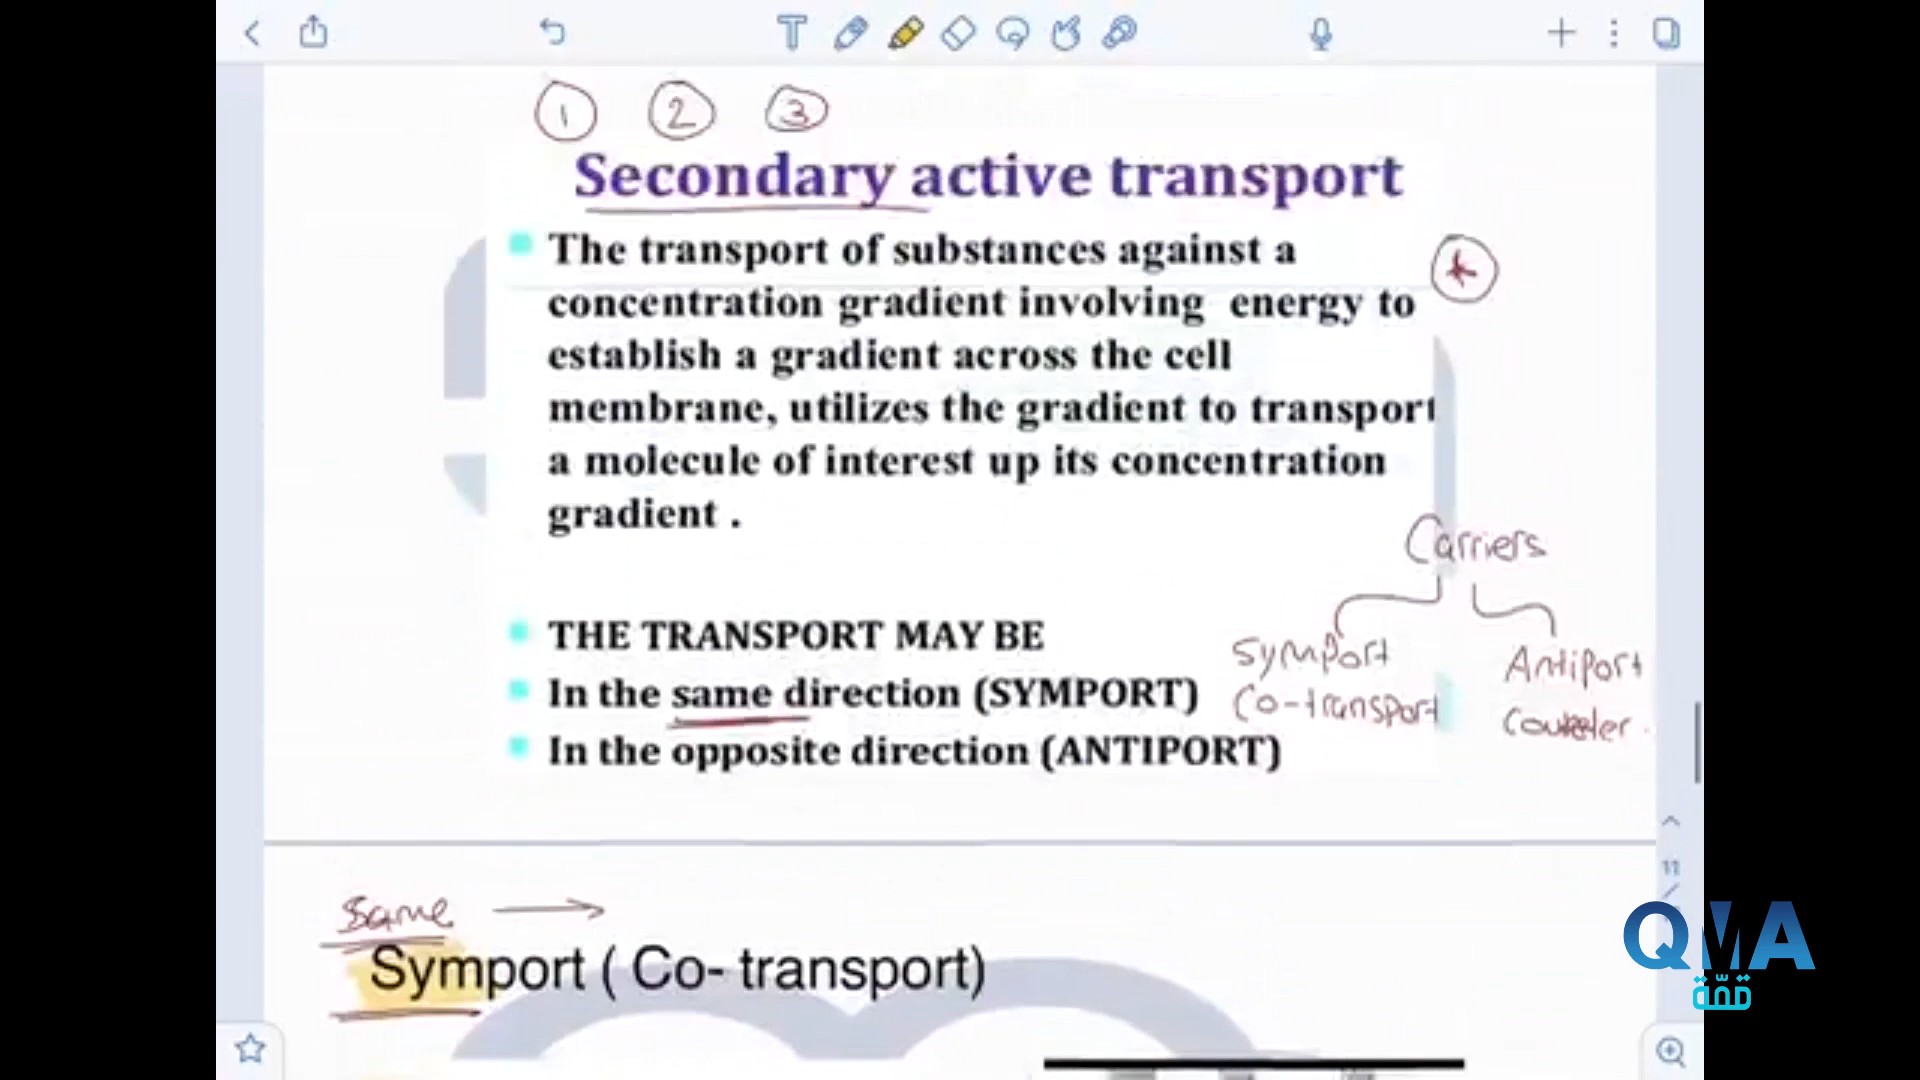 1 2 3
Secondary active transport
The transport of substances against a
concentration gradient involving energy to
establish a gradient across the cell
membrane, utilizes the gradient to transport
a molecule of interest up its concentration
gradient .
Carriers
THE TRANSPORT MAY BE
Symport
Antiport
In the same direction (SYMPORT)
Co-transport
Counter
In the opposite direction (ANTIPORT)
11
Same
Symport ( Co- transport)
QMA
قمّة